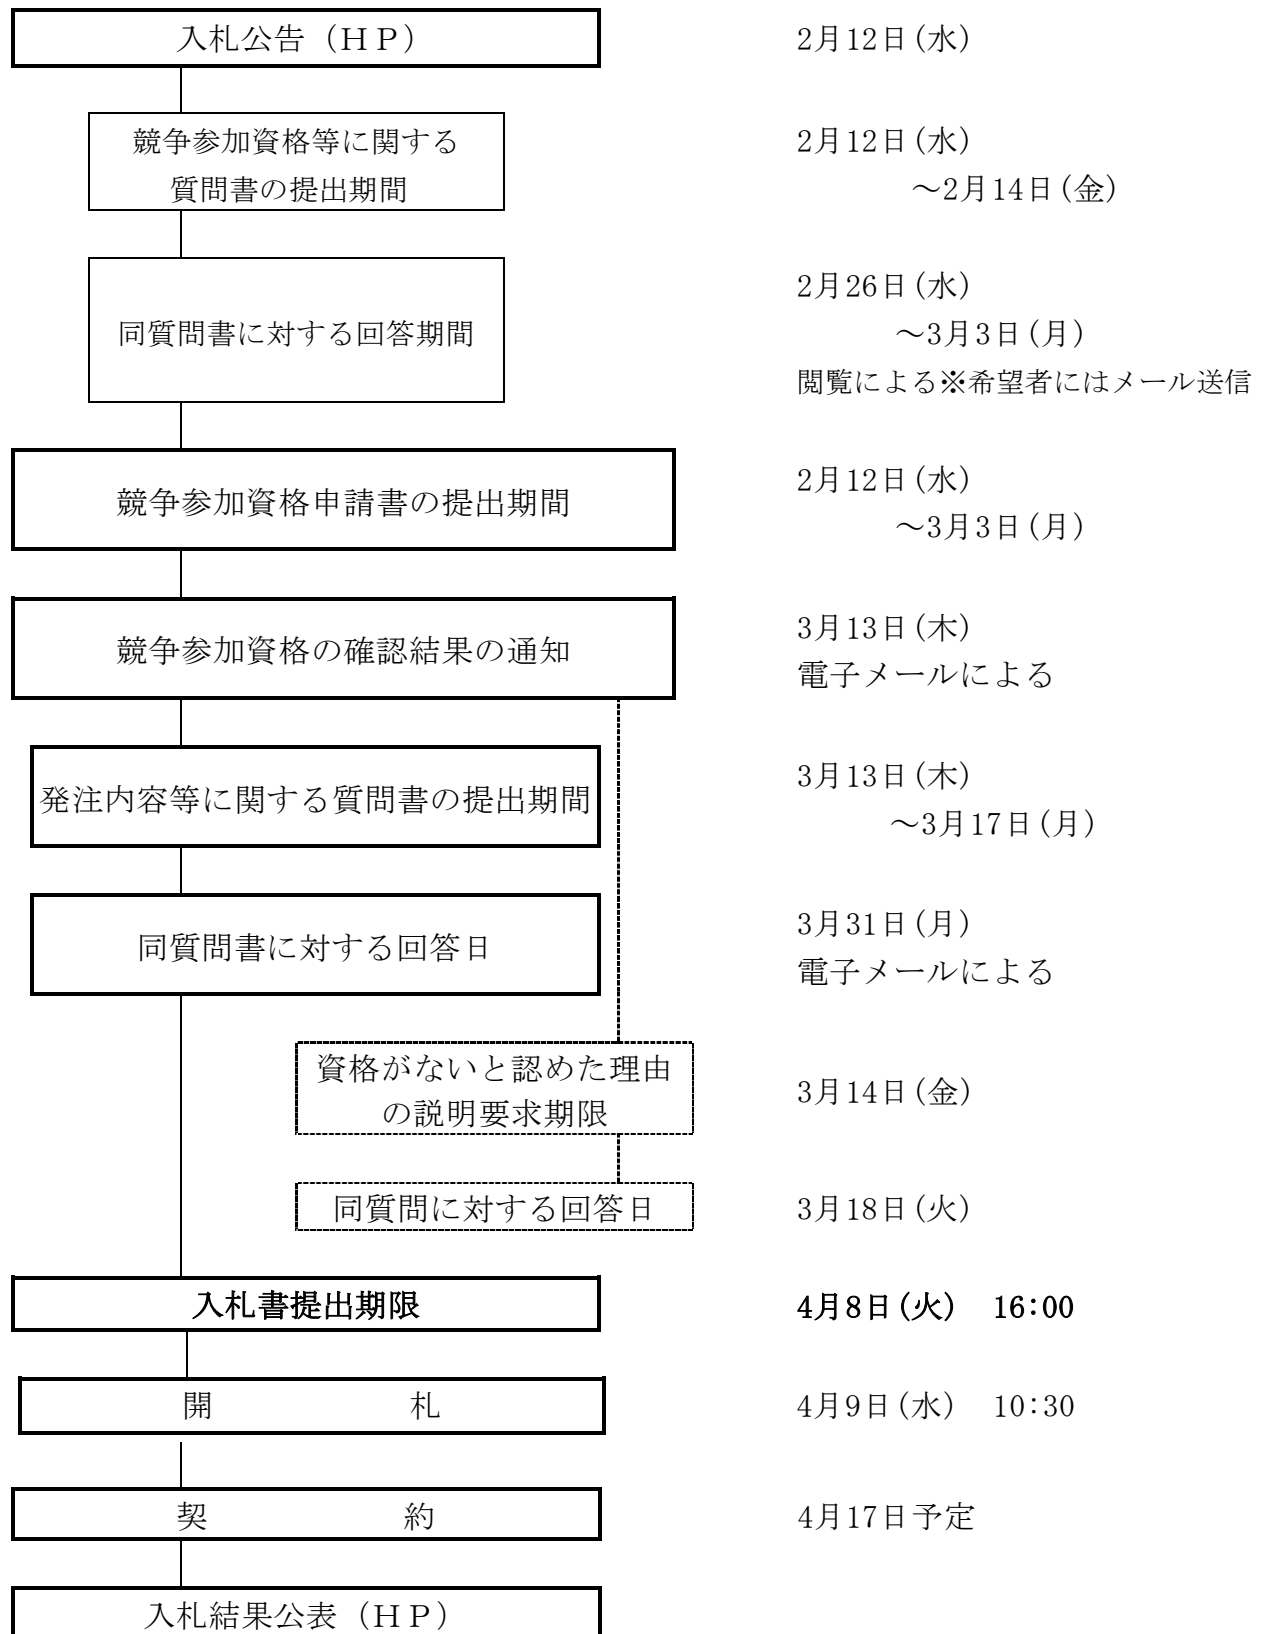 入札公告（ＨＰ）
2月12日(水)
競争参加資格等に関する
質問書の提出期間
2月12日(水)
～2月14日(金)
同質問書に対する回答期間
2月26日(水)
～3月3日(月)
閲覧による※希望者にはメール送信
競争参加資格申請書の提出期間
2月12日(水)
～3月3日(月)
競争参加資格の確認結果の通知
3月13日(木)
電子メールによる
発注内容等に関する質問書の提出期間
3月13日(木)
～3月17日(月)
同質問書に対する回答日
3月31日(月)
電子メールによる
資格がないと認めた理由
の説明要求期限
3月14日(金)
同質問に対する回答日
3月18日(火)
入札書提出期限
4月8日(火)　16:00
開　　　　　　札
4月9日(水)　10:30
契　　　　　　約
4月17日予定
入札結果公表（ＨＰ）